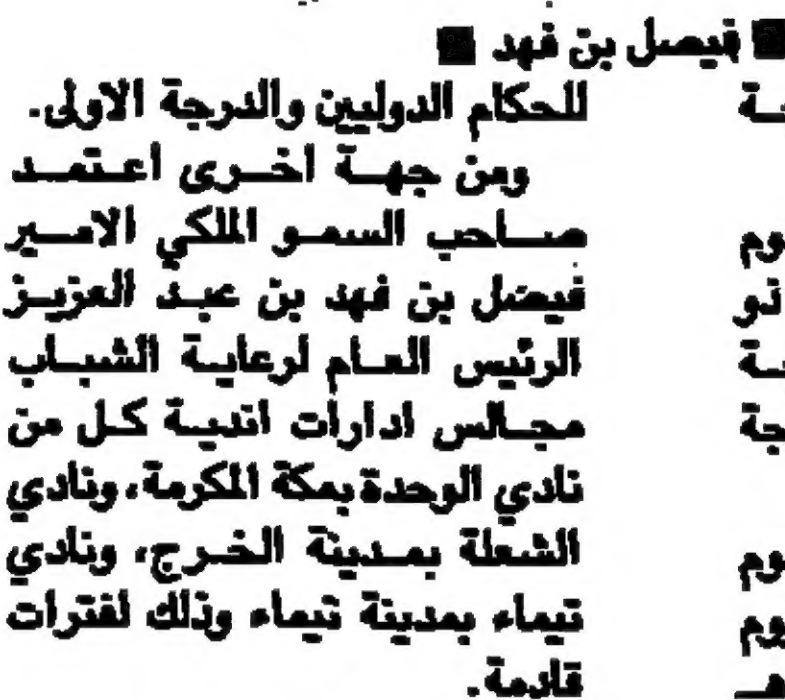 ■ فيصل بن فهد ■
للحكام الدوليين والدرجة الاولى.
ومن جهة اخرى اعتمد
صاحب السمو الملكي الامير
فيصل بن فهد بن عبد العزيز
الرئيس العام لرعاية الشباب
مجالس ادارات اندية كل من
نادي الوحدة بمكة المكرمة، ونادي
الشعلة بمدينة الخرج، ونادي
تيماء بمدينة تيماء وذلك لفترات
قادمة.